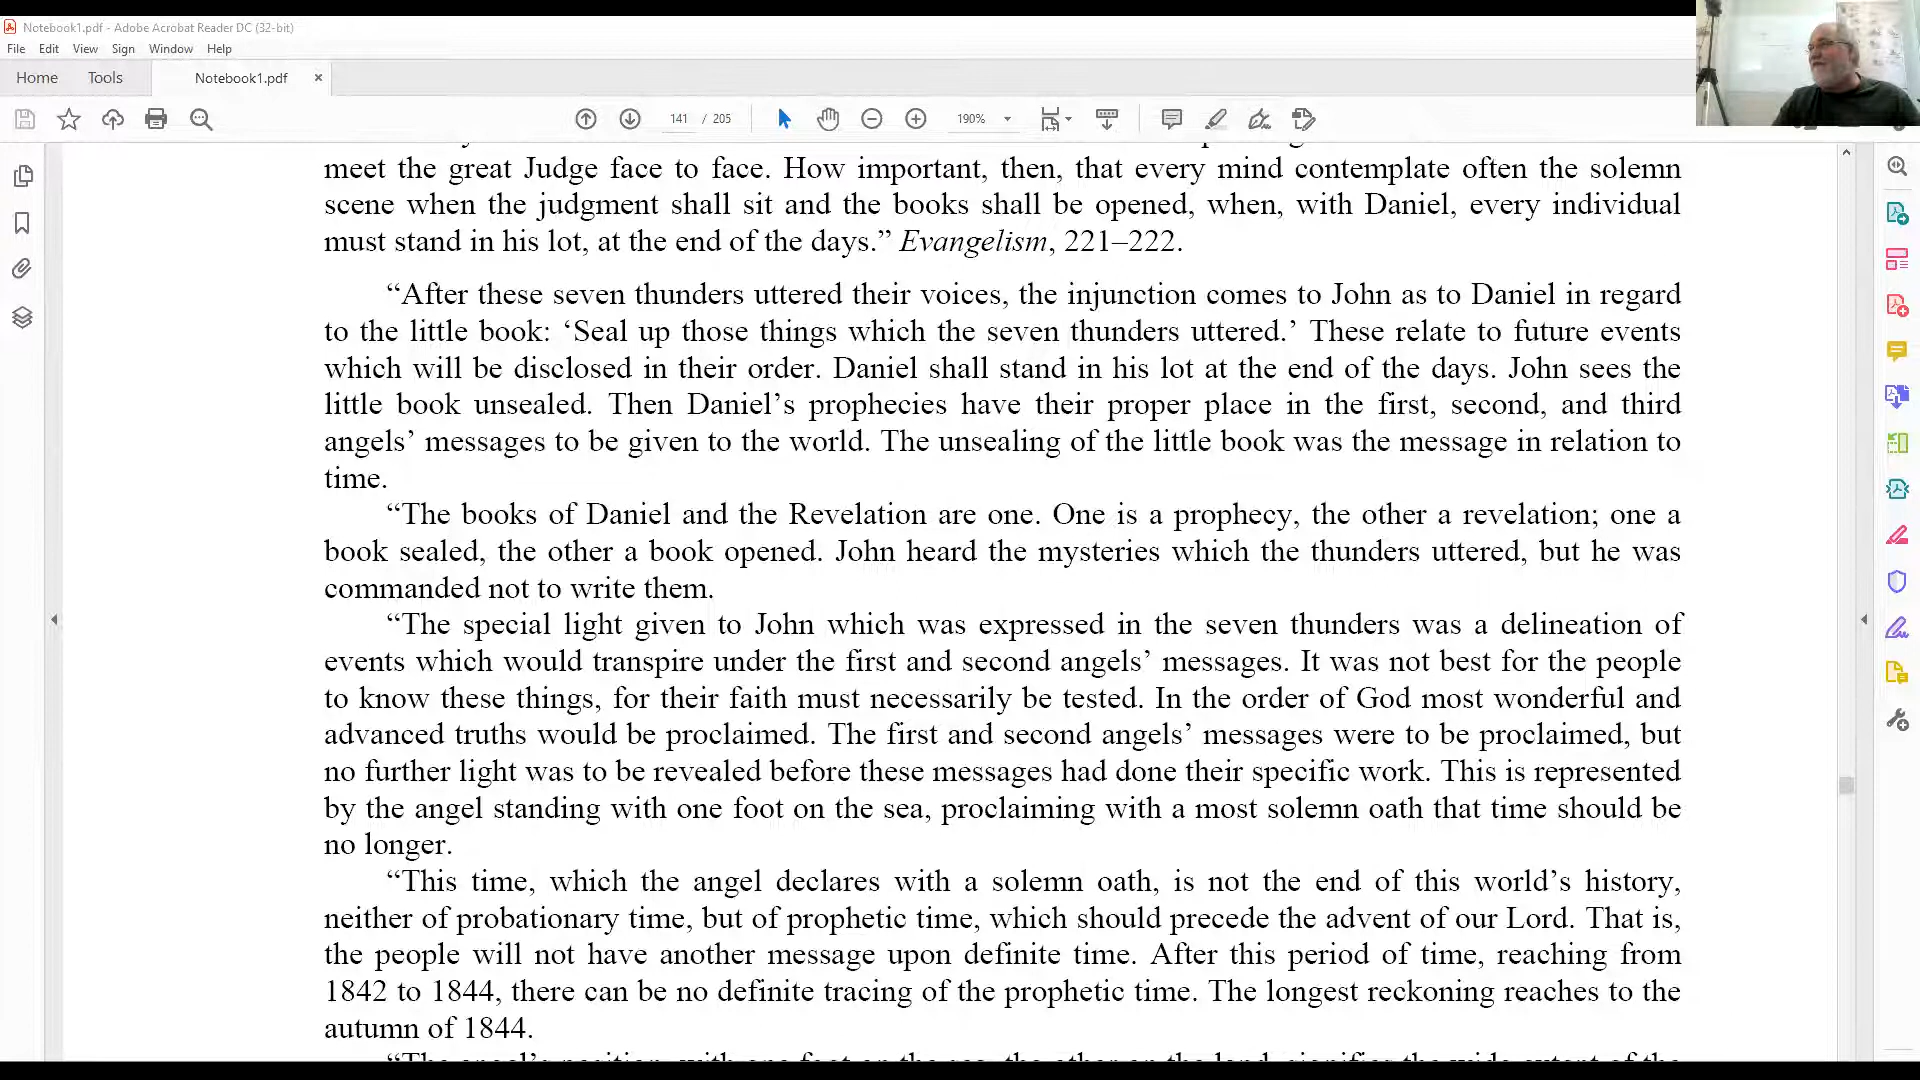 Notebook1.pdf - Adobe Acrobat Reader DC (32-bit)
File Edit View Sign Window Help
Home Tools Notebook1.pdf ×
141 / 205 190%
meet the great Judge face to face. How important, then, that every mind contemplate often the solemn
scene when the judgment shall sit and the books shall be opened, when, with Daniel, every individual
must stand in his lot, at the end of the days.” Evangelism, 221–222.
“After these seven thunders uttered their voices, the injunction comes to John as to Daniel in regard
to the little book: ‘Seal up those things which the seven thunders uttered.’ These relate to future events
which will be disclosed in their order. Daniel shall stand in his lot at the end of the days. John sees the
little book unsealed. Then Daniel’s prophecies have their proper place in the first, second, and third
angels’ messages to be given to the world. The unsealing of the little book was the message in relation to
time.
“The books of Daniel and the Revelation are one. One is a prophecy, the other a revelation; one a
book sealed, the other a book opened. John heard the mysteries which the thunders uttered, but he was
commanded not to write them.
“The special light given to John which was expressed in the seven thunders was a delineation of
events which would transpire under the first and second angels’ messages. It was not best for the people
to know these things, for their faith must necessarily be tested. In the order of God most wonderful and
advanced truths would be proclaimed. The first and second angels’ messages were to be proclaimed, but
no further light was to be revealed before these messages had done their specific work. This is represented
by the angel standing with one foot on the sea, proclaiming with a most solemn oath that time should be
no longer.
“This time, which the angel declares with a solemn oath, is not the end of this world’s history,
neither of probationary time, but of prophetic time, which should precede the advent of our Lord. That is,
the people will not have another message upon definite time. After this period of time, reaching from
1842 to 1844, there can be no definite tracing of the prophetic time. The longest reckoning reaches to the
autumn of 1844.
“The angel’s position, with one foot on the sea, the other on the land, signifies the wide extent of the